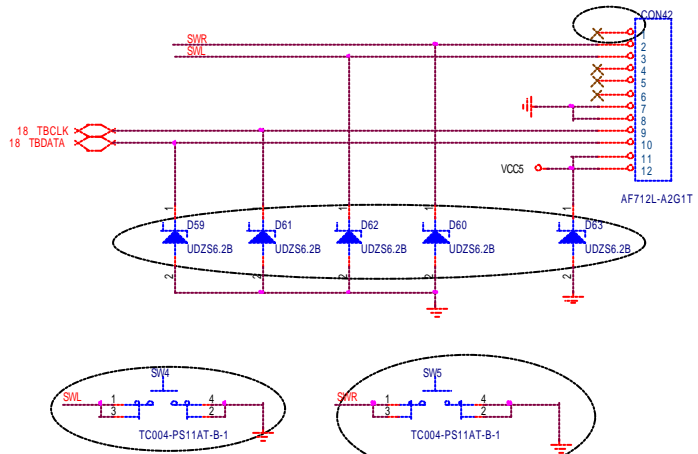 CON42
SWR
SWL
1
2
3
4
5
6
7
8
9
10
11
12
18 TBCLK
18 TBDATA
VCC5
AF712L-A2G1T
1
1
1
1
1
D59
D61
D62
D60
D63
UDZS6.2B
UDZS6.2B
UDZS6.2B
UDZS6.2B
UDZS6.2B
2
2
2
2
2
SW4
SWL
1
3
4
2
TC004-PS11AT-B-1
SW5
SWR
1
3
4
2
TC004-PS11AT-B-1